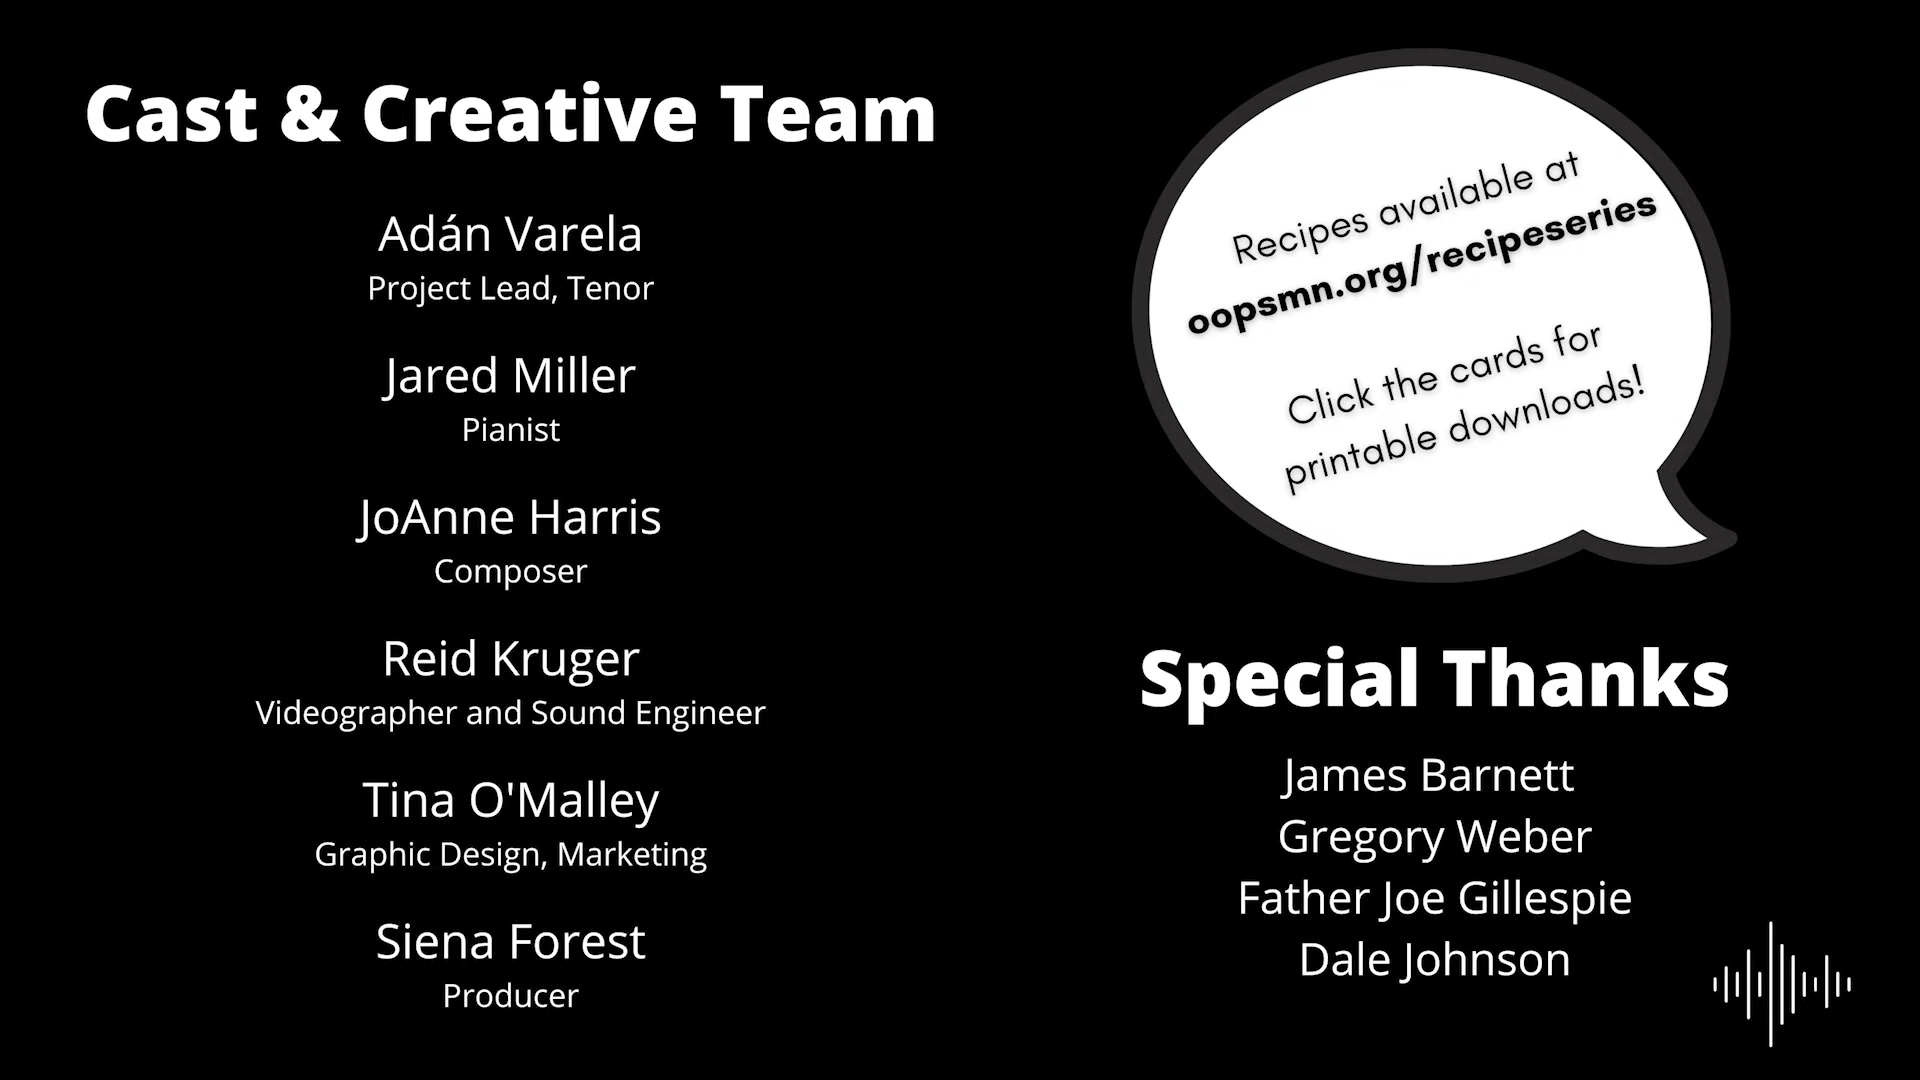 Cast & Creative Team
Adán Varela
Project Lead, Tenor
Jared Miller
Pianist
JoAnne Harris
Composer
Reid Kruger
Videographer and Sound Engineer
Tina O'Malley
Graphic Design, Marketing
Siena Forest
Producer
Recipes available at
oopsmn.org/recipeseries
Click the cards for
printable downloads!
Special Thanks
James Barnett
Gregory Weber
Father Joe Gillespie
Dale Johnson